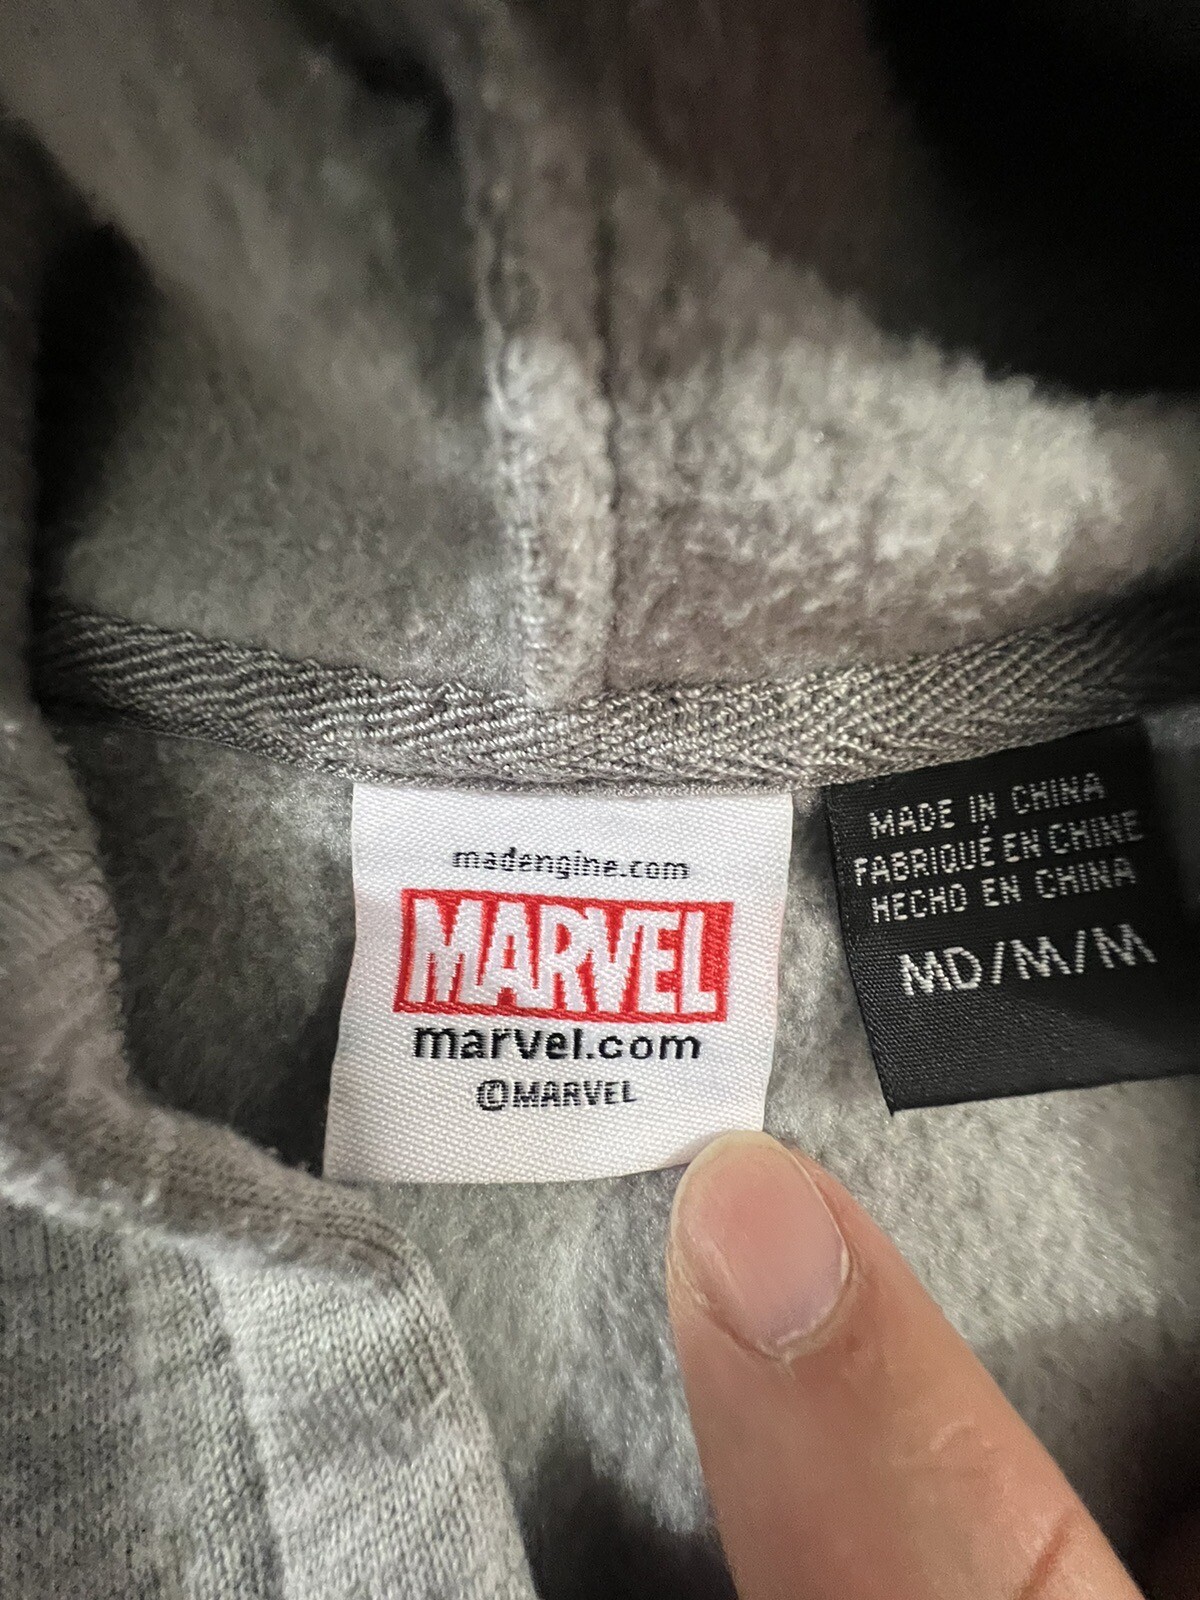 madengine.com
MARVEL
marvel.com
©MARVEL
MADE IN CHINA
FABRIQUÉ EN CHINE
HECHO EN CHINA
MD/M/M